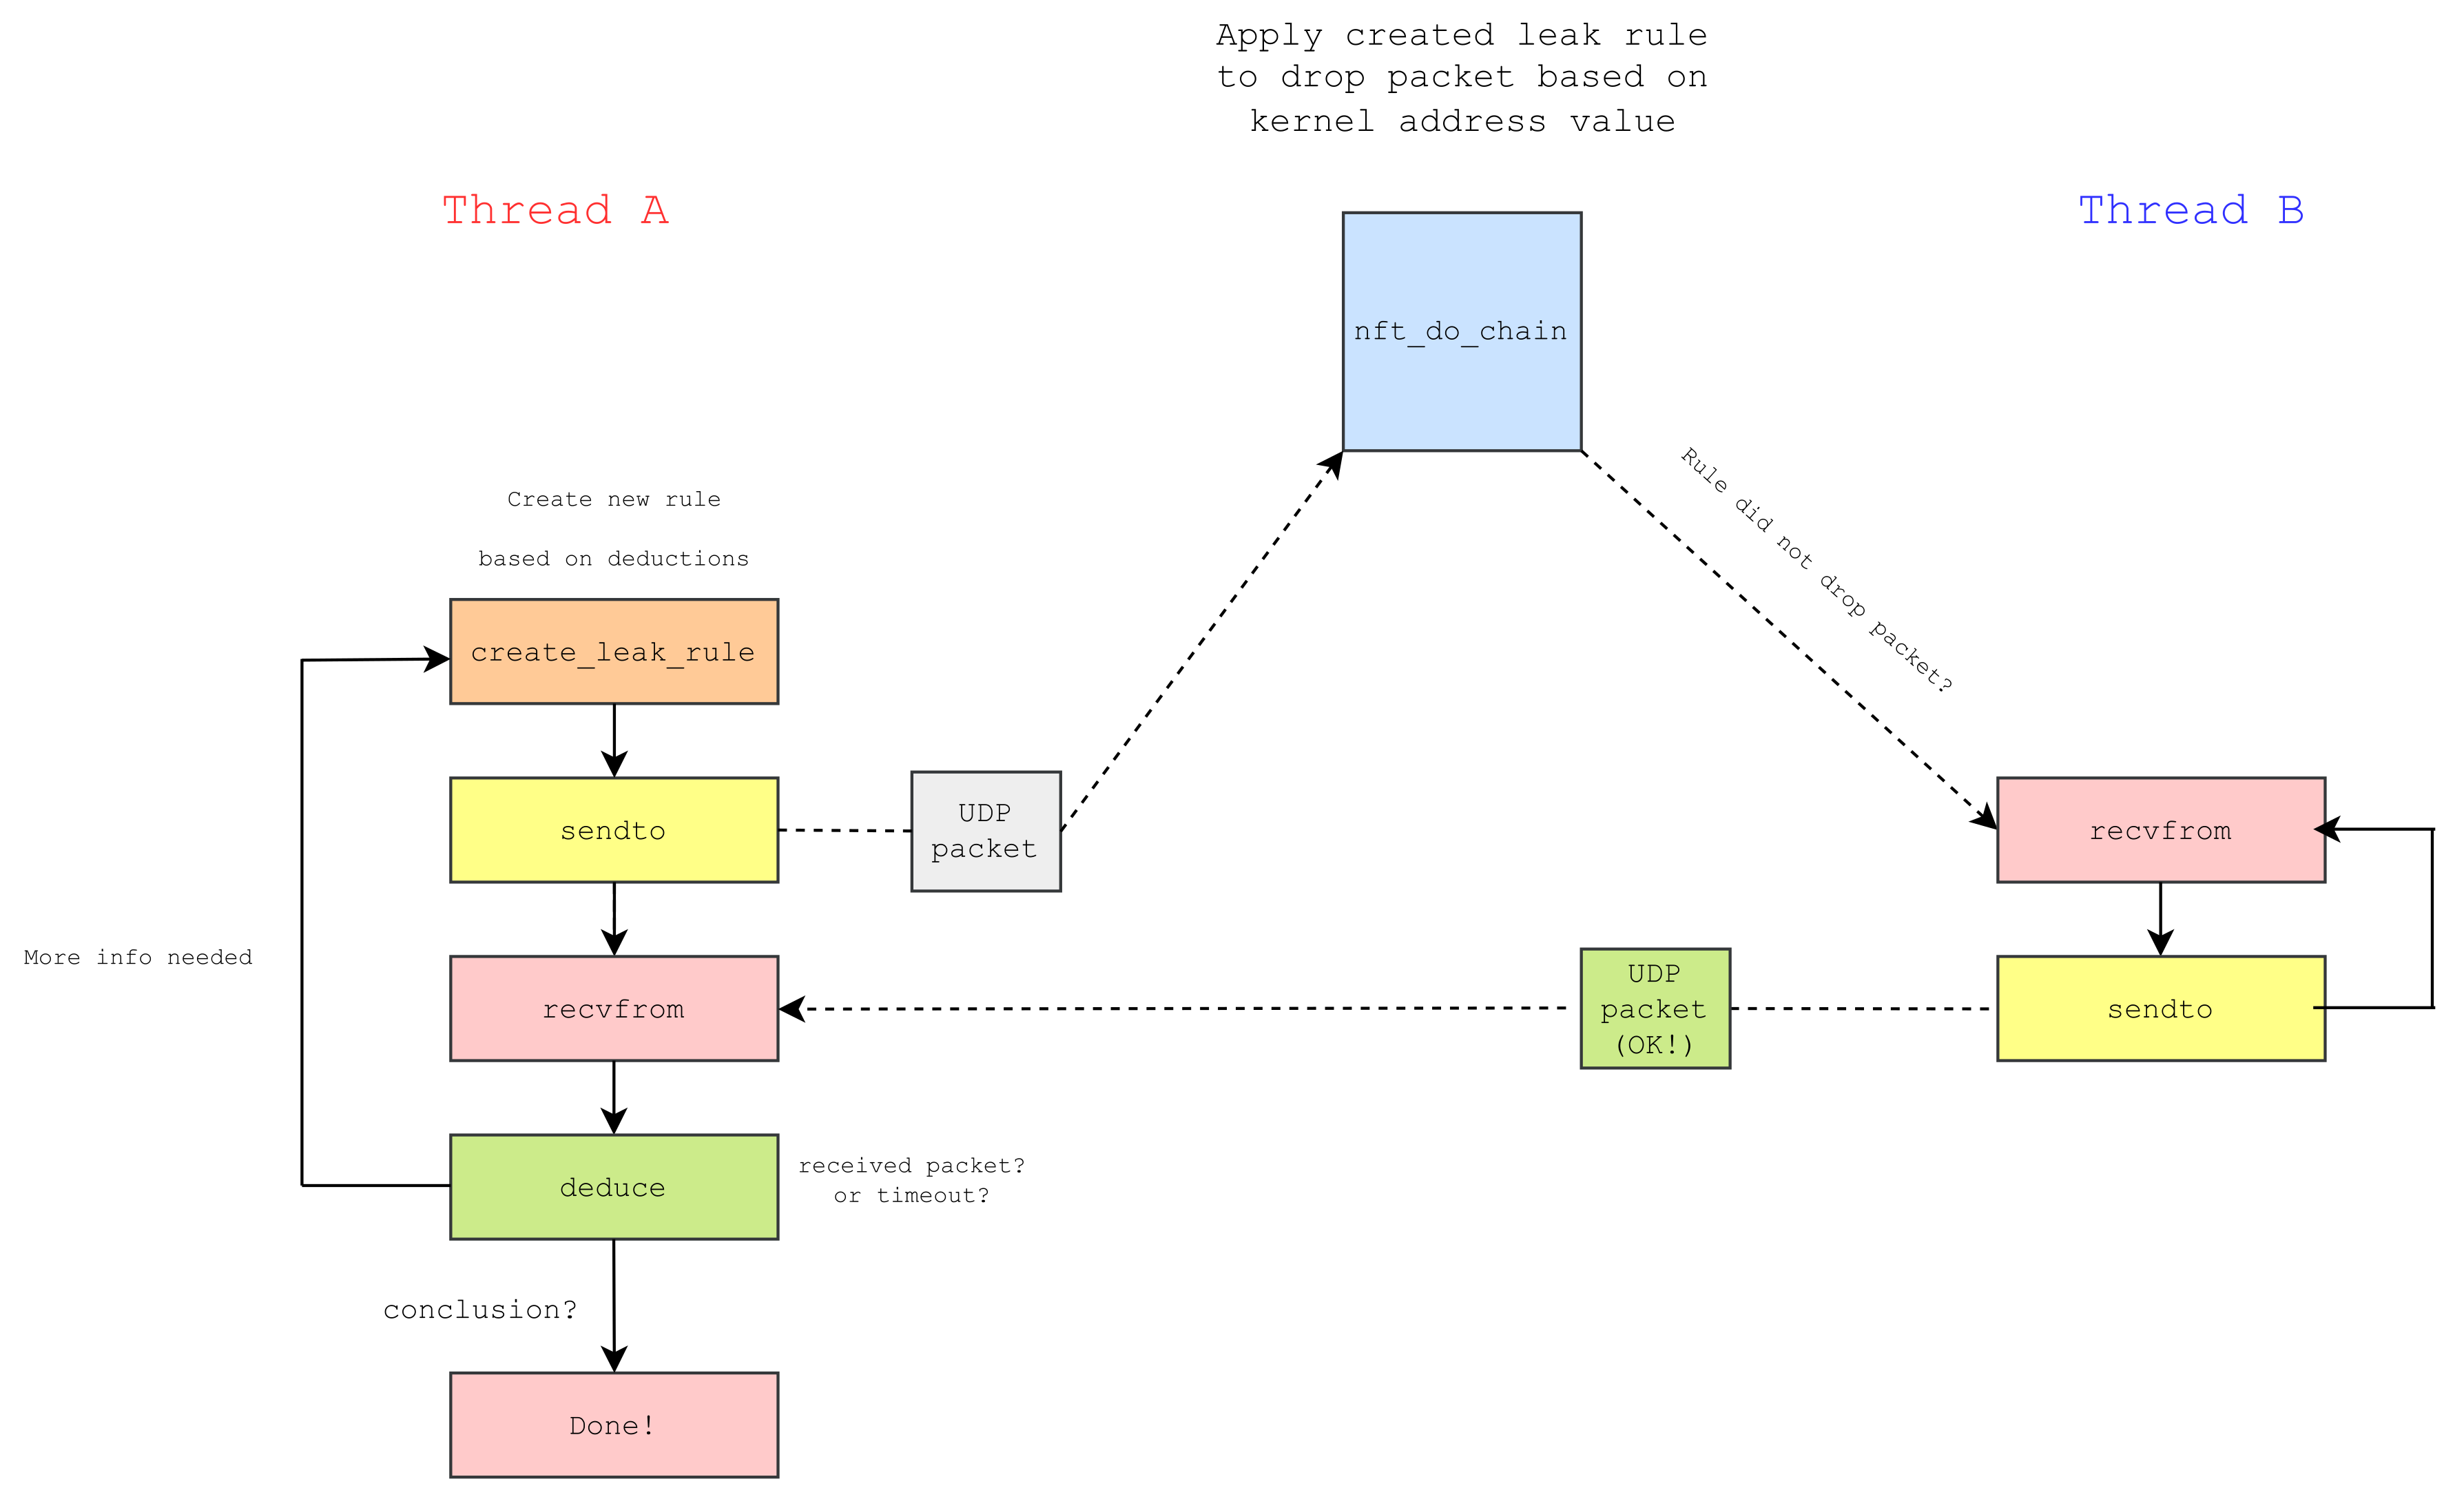 Apply created leak rule
to drop packet based on
kernel address value
Thread A
Thread B
nft_do_chain
Rule did not drop packet?
Create new rule
based on deductions
create_leak_rule
sendto
UDP
packet
recvfrom
More info needed
recvfrom
UDP
packet
(OK!)
sendto
deduce
received packet?
or timeout?
conclusion?
Done!